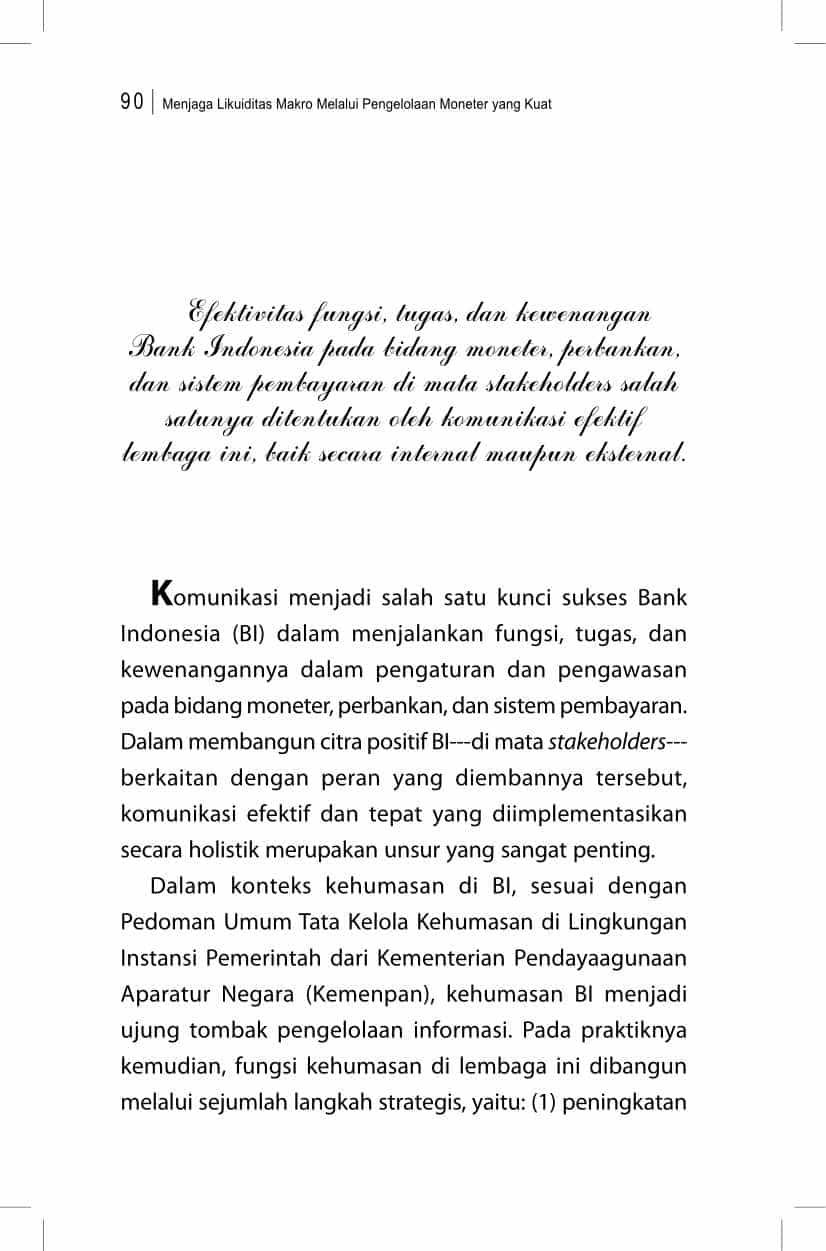 90 Menjaga Likuiditas Makro Melalui Pengelolaan Moneter yang Kuat
Efektivitas fungsi, tugas, dan kewenangan
Bank Indonesia pada bidang moneter, perbankan,
dan sistem pembayaran di mata stakeholders salah
satunya ditentukan oleh komunikasi efektif
lembaga ini, baik secara internal maupun eksternal.
Komunikasi menjadi salah satu kunci sukses Bank
Indonesia (BI) dalam menjalankan fungsi, tugas, dan
kewenangannya dalam pengaturan dan pengawasan
pada bidang moneter, perbankan, dan sistem pembayaran.
Dalam membangun citra positif BI---di mata stakeholders---
berkaitan dengan peran yang diembannya tersebut,
komunikasi efektif dan tepat yang diimplementasikan
secara holistik merupakan unsur yang sangat penting.
Dalam konteks kehumasan di BI, sesuai dengan
Pedoman Umum Tata Kelola Kehumasan di Lingkungan
Instansi Pemerintah dari Kementerian Pendayaagunaan
Aparatur Negara (Kemenpan), kehumasan BI menjadi
ujung tombak pengelolaan informasi. Pada praktiknya
kemudian, fungsi kehumasan di lembaga ini dibangun
melalui sejumlah langkah strategis, yaitu: (1) peningkatan